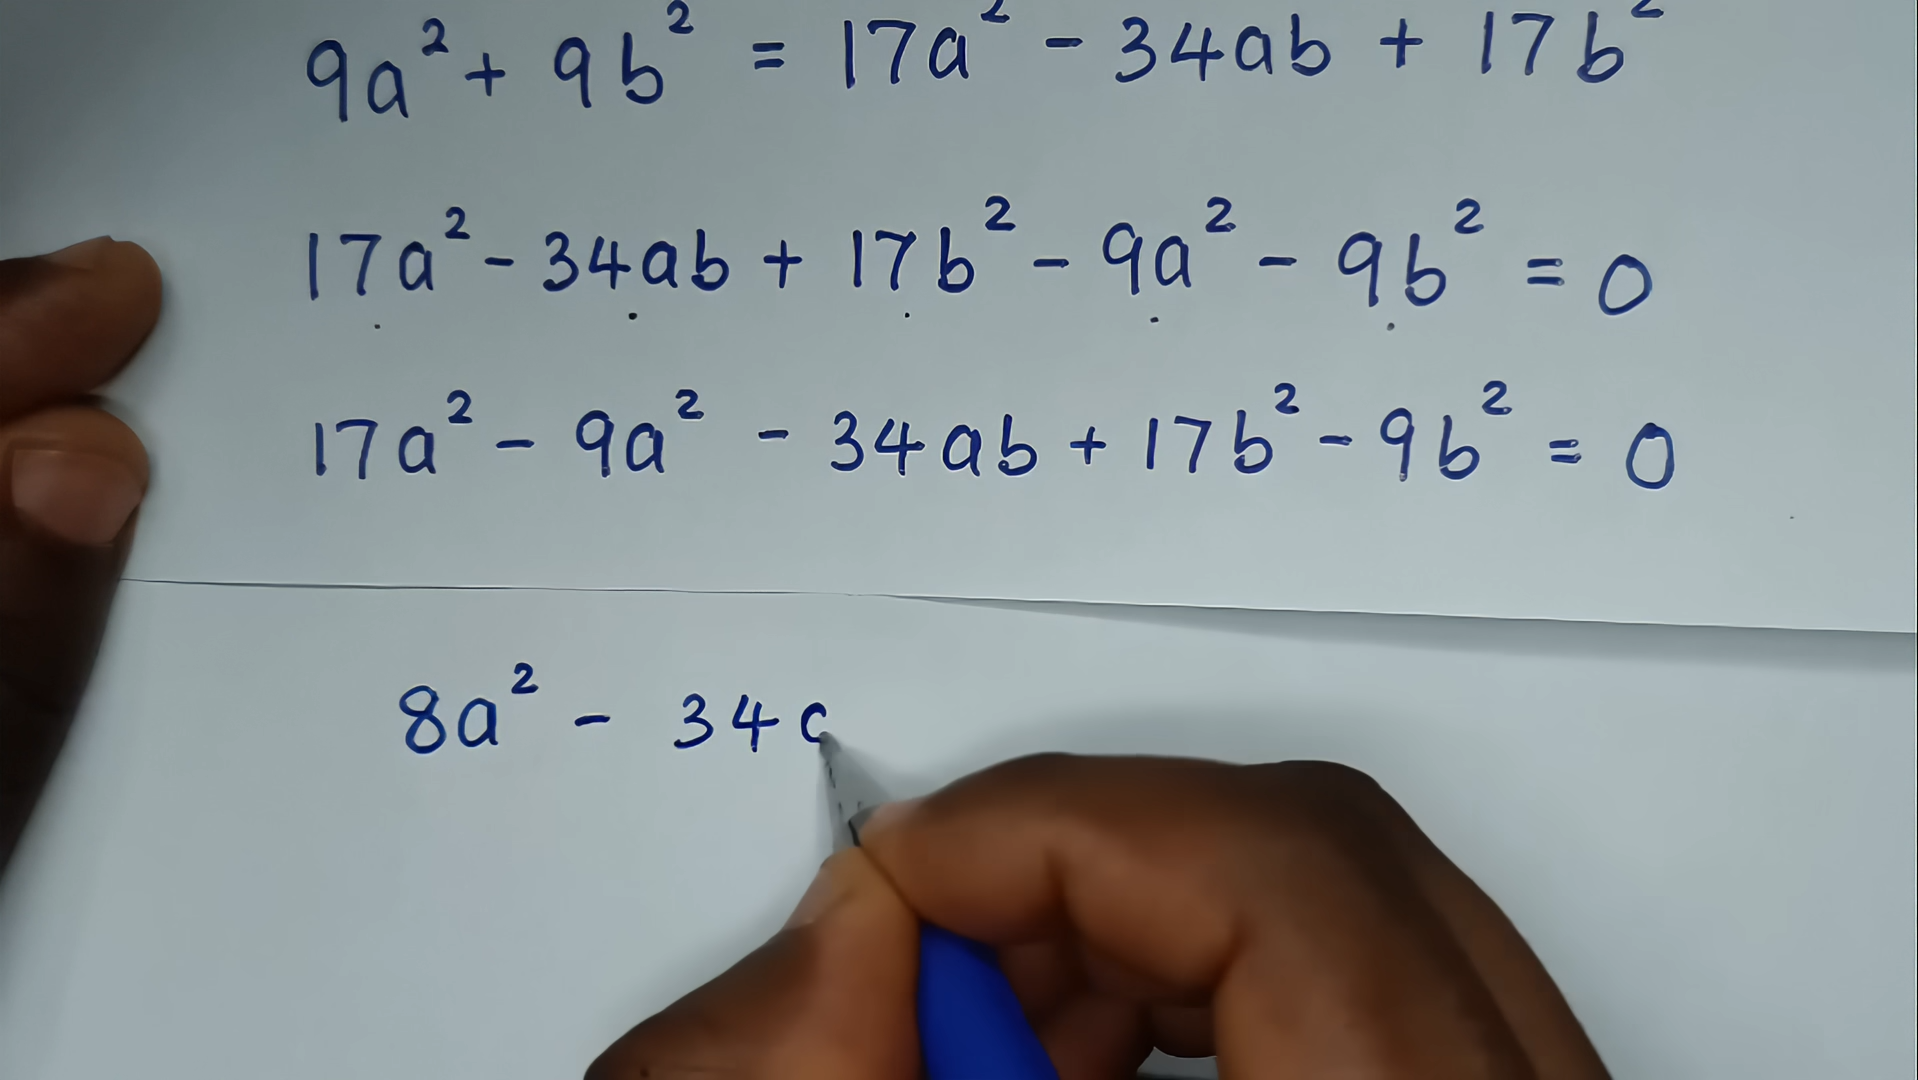 9a² + 9b² = 17a² - 34ab + 17b²
17a² - 34ab + 17b² - 9a² - 9b² = 0
17a² - 9a² - 34ab + 17b² - 9b² = 0
8a² - 34